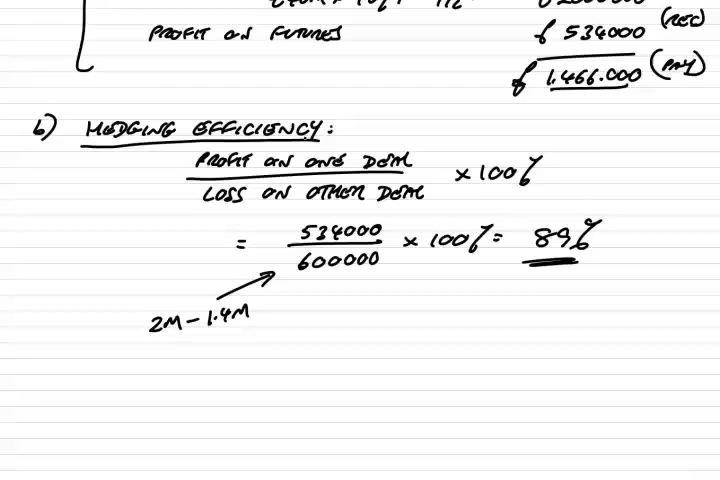 PROFIT ON FUTURES £ 534000 (REC)
£ 1.466.000 (PAY)
b) HEDGING EFFICIENCY:
PROFIT ON ONE DEAL
LOSS ON OTHER DEAL × 100%
= 534000 / 600000 × 100% = 89%
2M - 1.4M